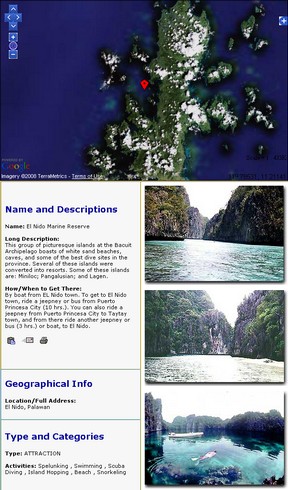 POWERED BY
Google
Imagery ©2008 TerraMetrics - Terms of Use
Name and Descriptions
Name: El Nido Marine Reserve
Long Description:
This group of picturesque islands at the Bacuit
Archipelago boasts of white sand beaches,
caves, and some of the best dive sites in the
province. Several of these islands were
converted into resorts. Some of these islands
are: Miniloc; Pangalusian; and Lagen.
How/When to Get There:
By boat from EL Nido town. To get to El Nido
town, ride a jeepney or bus from Puerto
Princesa City (10 hrs.). You can also ride a
jeepney from Puerto Princesa City to Taytay
town, and from there ride another jeepney or
bus (3 hrs.) or boat, to El Nido.
Geographical Info
Location/Full Address:
El Nido, Palawan
Type and Categories
Type: ATTRACTION
Activities: Spelunking , Swimming , Scuba
Diving , Island Hopping , Beach , Snorkeling